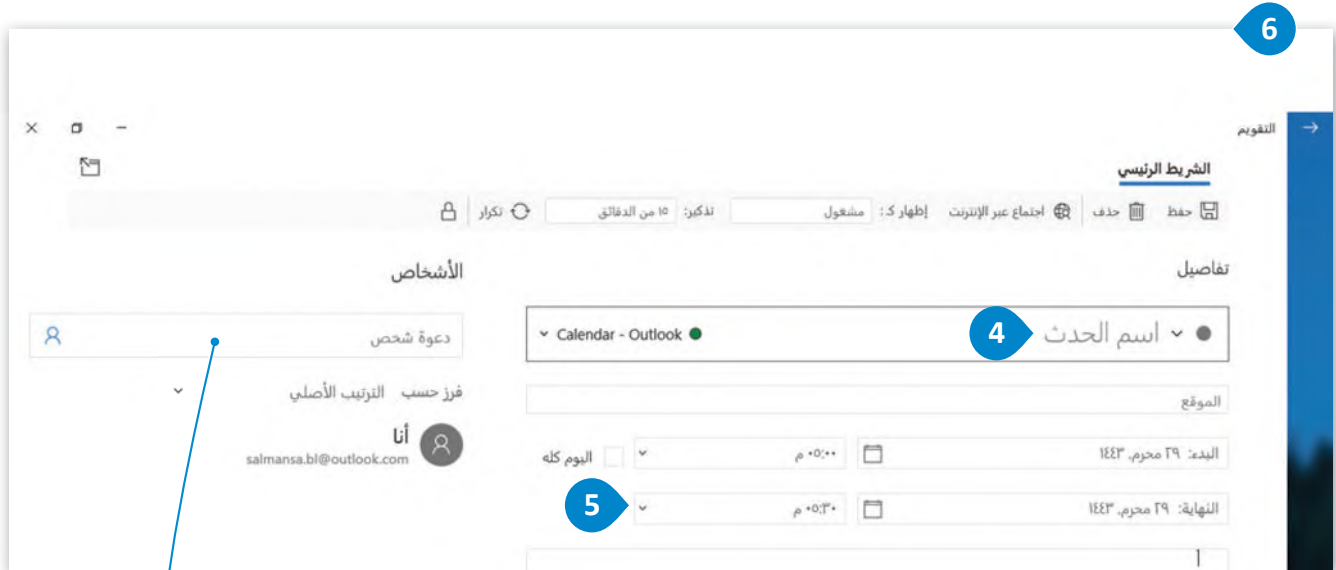 6
التقويم
الشريط الرئيسي
حفظ حذف اجتماع عبر الإنترنت إظهار كـ: مشغول تذكير: ١٥ من الدقائق تكرار
تفاصيل
اسم الحدث 4 Calendar - Outlook
الموقع
البدء: ٢٩ محرم, ١٤٤٣ ٠٥:٠٠ م اليوم كله
النهاية: ٢٩ محرم, ١٤٤٣ ٠٥:٣٠ م 5
أ
الأشخاص
دعوة شخص
فرز حسب الترتيب الأصلي
أنا
salmansa.bl@outlook.com